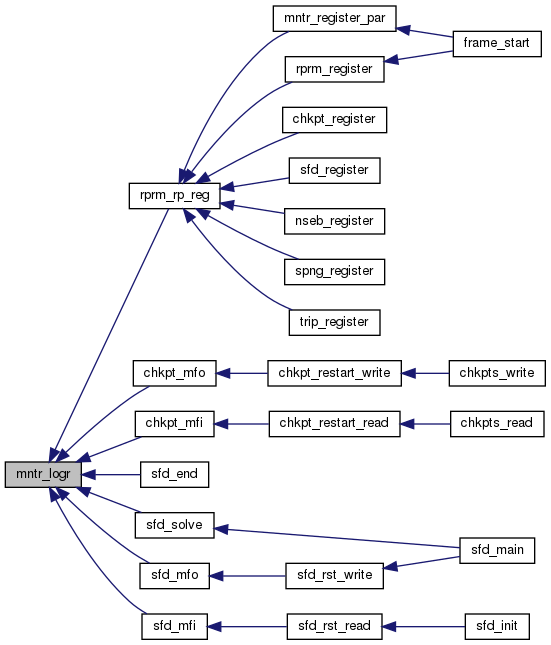 mntr_register_par
frame_start
rprm_register
chkpt_register
sfd_register
rprm_rp_reg
nseb_register
spng_register
trip_register
chkpt_mfo
chkpt_restart_write
chkpts_write
chkpt_mfi
chkpt_restart_read
chkpts_read
mntr_logr
sfd_end
sfd_solve
sfd_main
sfd_mfo
sfd_rst_write
sfd_mfi
sfd_rst_read
sfd_init